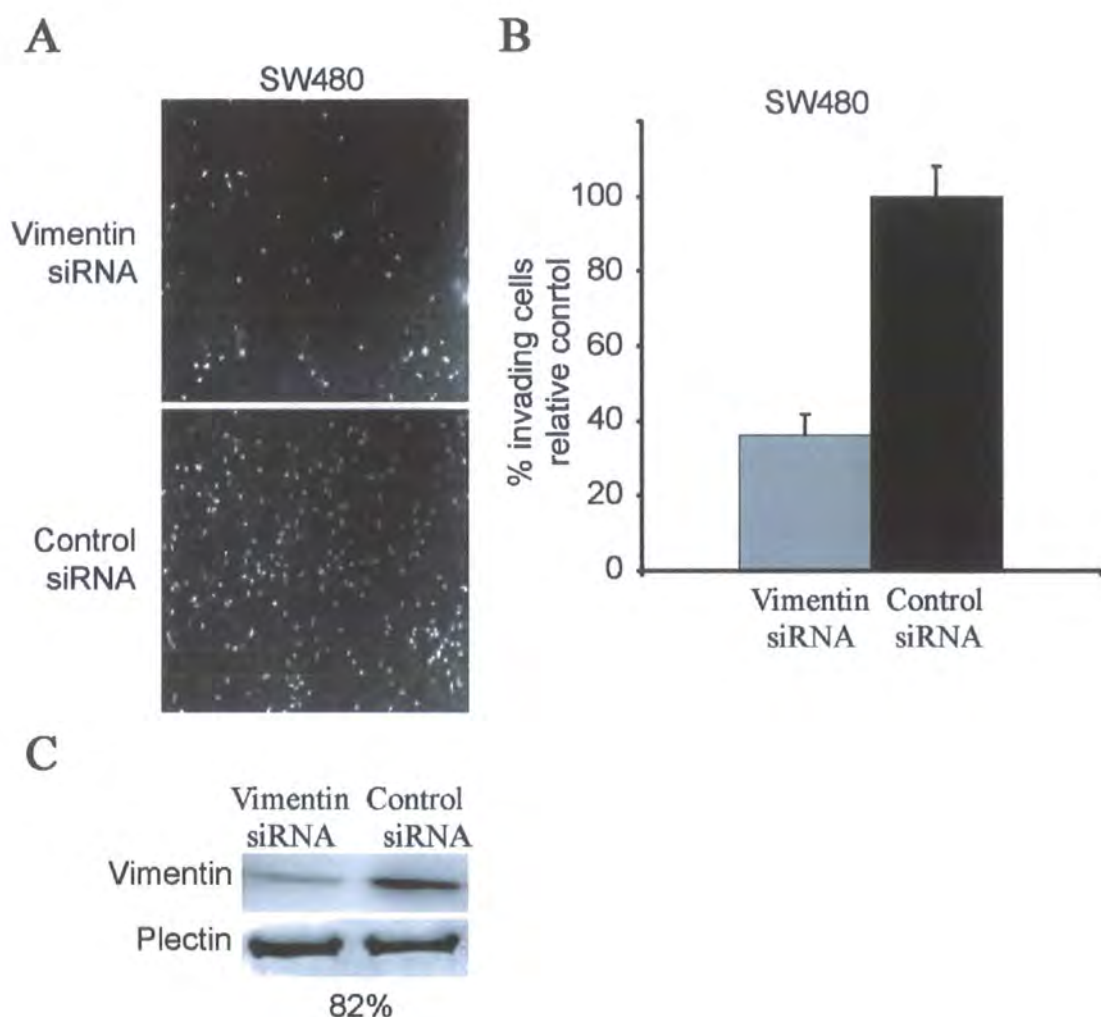 A
SW480
Vimentin
siRNA
Control
siRNA
B
SW480
% invading cells
relative conrtol
100
80
60
40
20
0
Vimentin Control
siRNA siRNA
C
Vimentin Control
siRNA siRNA
Vimentin
Plectin
82%